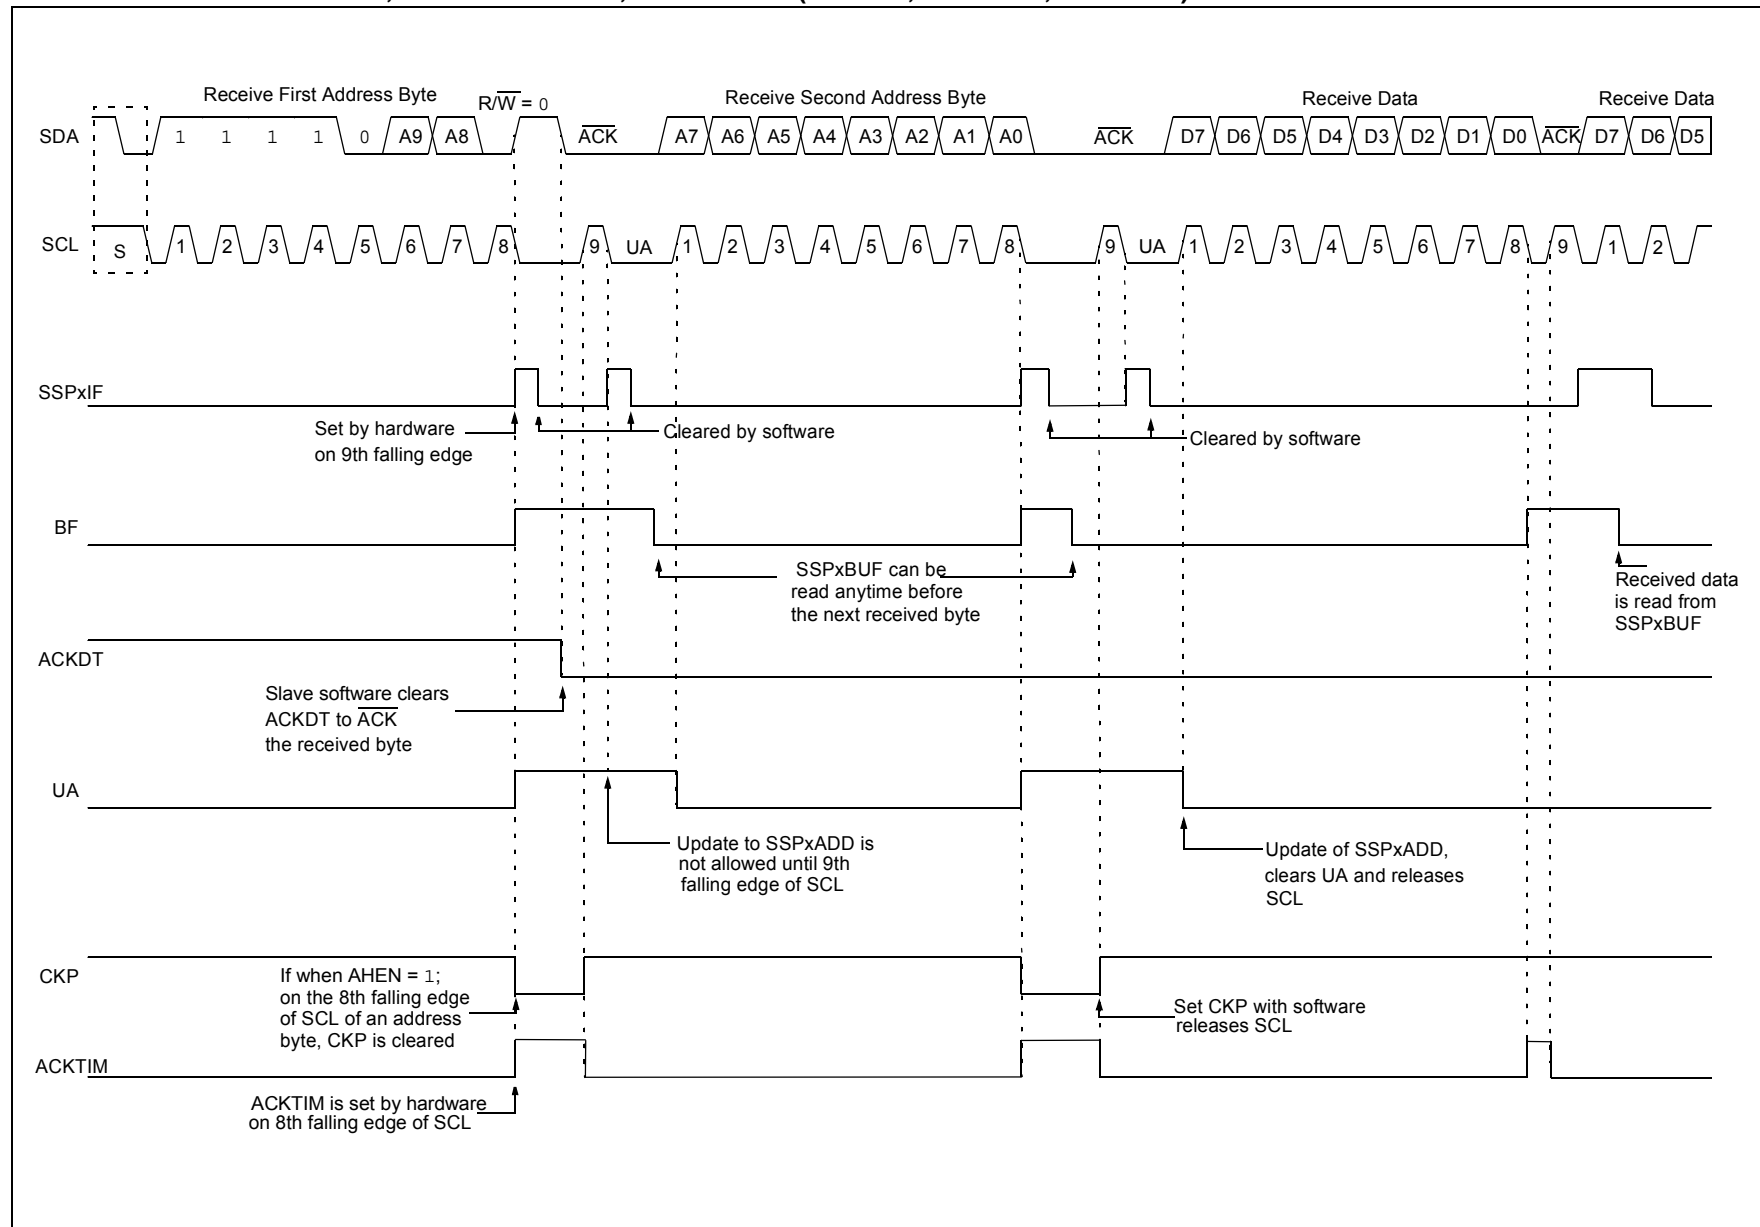 Receive First Address Byte
R/W = 0
Receive Second Address Byte
Receive Data
Receive Data
SDA
1 1 1 1 0 A9 A8 ACK A7 A6 A5 A4 A3 A2 A1 A0 ACK D7 D6 D5 D4 D3 D2 D1 D0 ACK D7 D6 D5
SCL
S 1 2 3 4 5 6 7 8 9 UA 1 2 3 4 5 6 7 8 9 UA 1 2 3 4 5 6 7 8 9 1 2
SSPxIF
Set by hardware
on 9th falling edge
Cleared by software
Cleared by software
BF
SSPxBUF can be
read anytime before
the next received byte
Received data
is read from
SSPxBUF
ACKDT
Slave software clears
ACKDT to ACK
the received byte
UA
Update to SSPxADD is
not allowed until 9th
falling edge of SCL
Update of SSPxADD,
clears UA and releases
SCL
CKP
If when AHEN = 1;
on the 8th falling edge
of SCL of an address
byte, CKP is cleared
Set CKP with software
releases SCL
ACKTIM
ACKTIM is set by hardware
on 8th falling edge of SCL